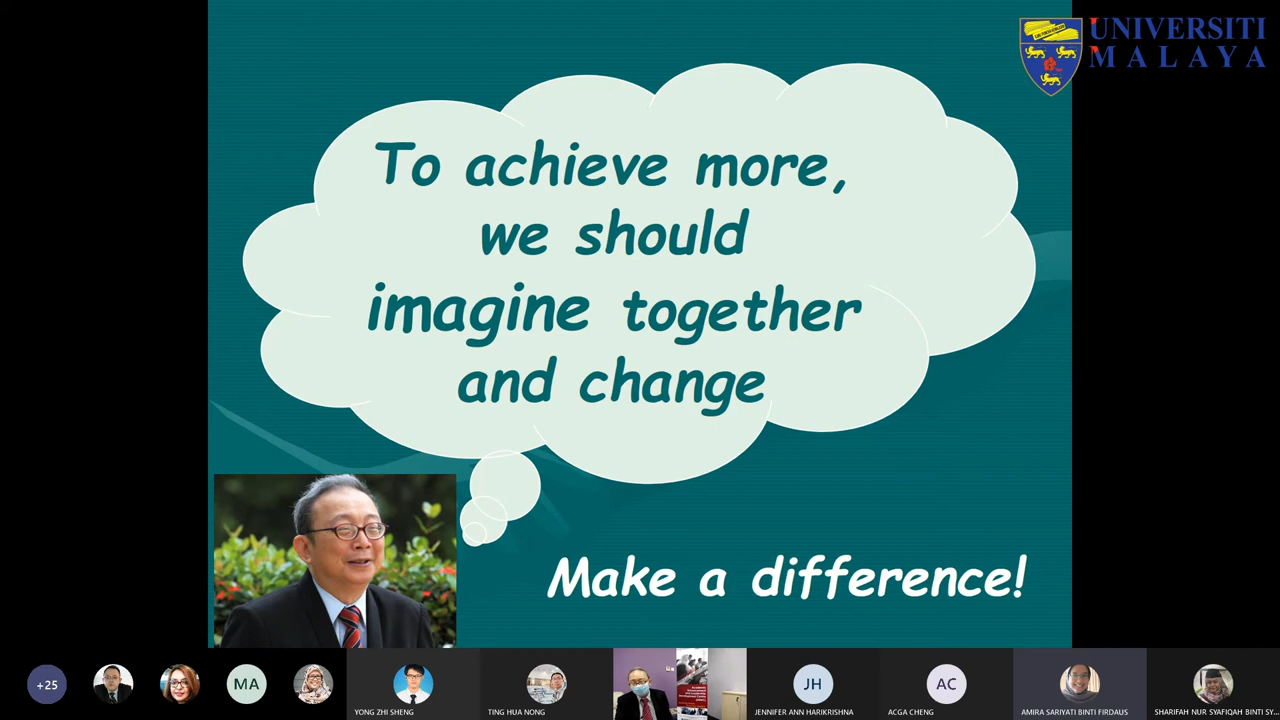 UNIVERSITI
MALAYA
To achieve more,
we should
imagine together
and change
Make a difference!
+25
MA
JH
AC
YONG ZHI SHENG
TING HUA NONG
JENNIFER ANN HARIKRISHNA
ACGA CHENG
AMIRA SARIYATI BINTI FIRDAUS
SHARIFAH NUR SYAFIQAH BINTI SY...